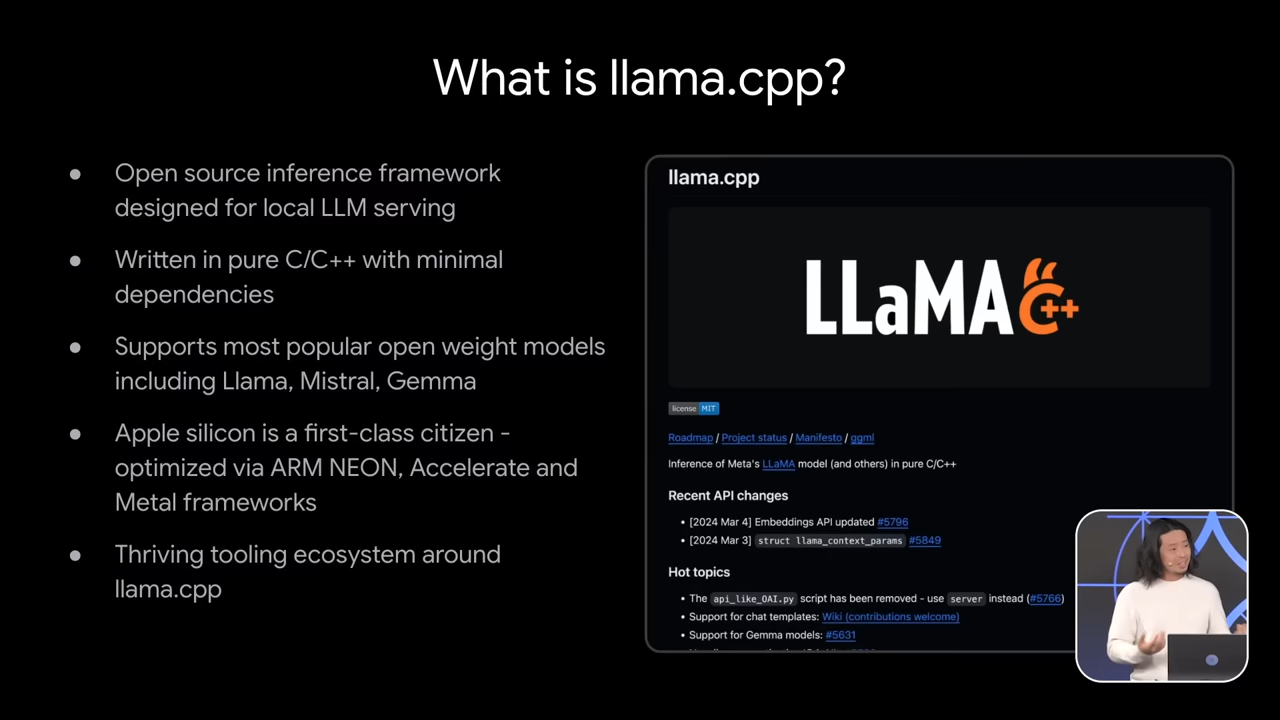 What is llama.cpp?
● Open source inference framework
designed for local LLM serving
● Written in pure C/C++ with minimal
dependencies
● Supports most popular open weight models
including Llama, Mistral, Gemma
● Apple silicon is a first-class citizen -
optimized via ARM NEON, Accelerate and
Metal frameworks
● Thriving tooling ecosystem around
llama.cpp
llama.cpp
LLaMA C++
license MIT
Roadmap / Project status / Manifesto / ggml
Inference of Meta's LLaMA model (and others) in pure C/C++
Recent API changes
• [2024 Mar 4] Embeddings API updated #5796
• [2024 Mar 3] struct llama_context_params #5849
Hot topics
• The api_like_OAI.py script has been removed - use server instead (#5766)
• Support for chat templates: Wiki (contributions welcome)
• Support for Gemma models: #5631